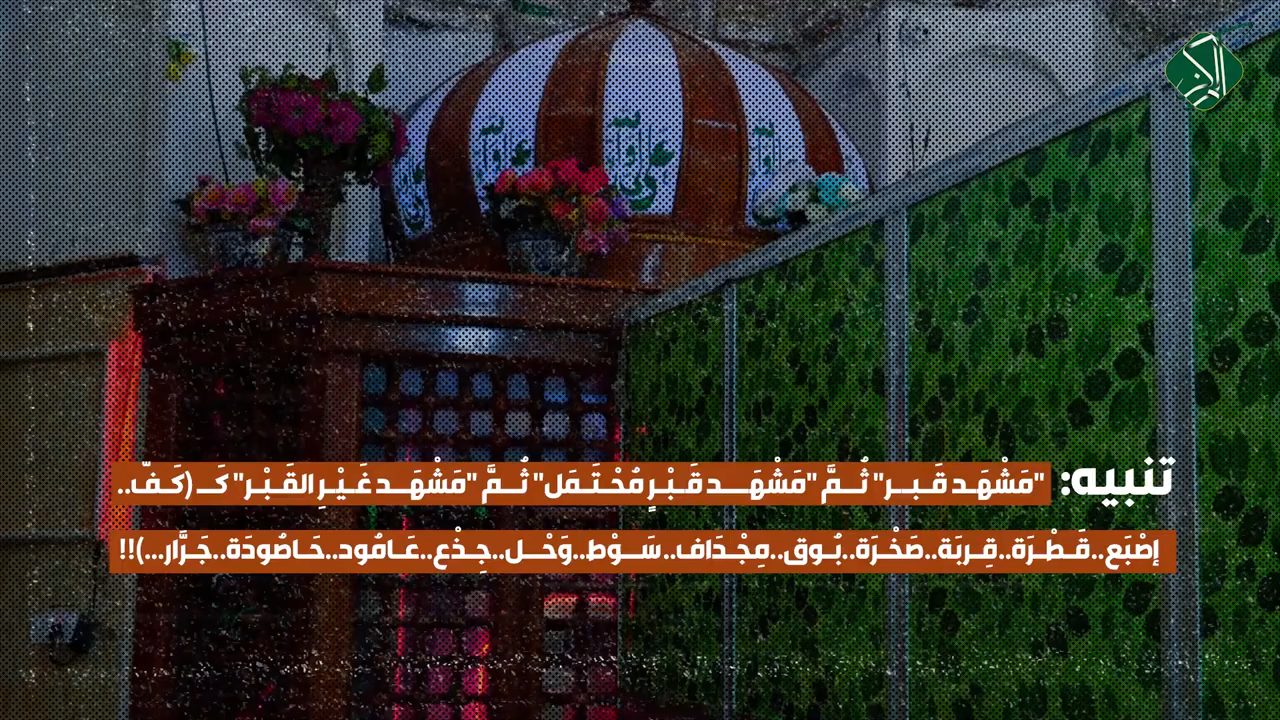 تنبيه: "مَشْهَد قَبر" ثُمَّ "مَشْهَد قَبْرٍ مُحْتَمَل" ثُمَّ "مَشْهَد غَيْرِ القَبْر" كَـ (كَفّ..
إصْبَع..قَطْرَة..قِربَة..صَخْرَة..بُوق..مِجْدَاف..سَوْط..وَحْل..جِذْع..عَامُود..حَاصُودَة..جَرَّار...)!!